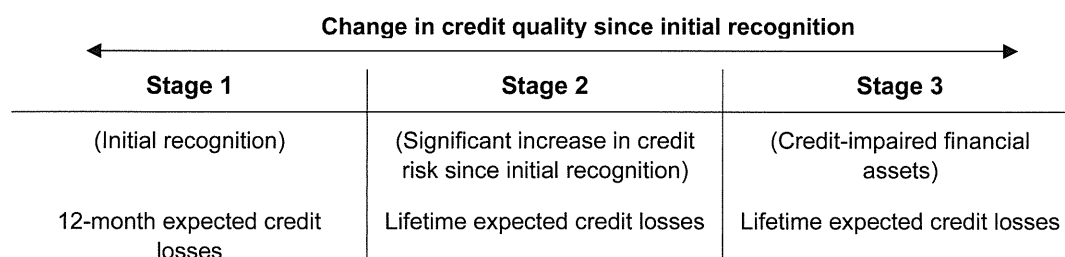 Change in credit quality since initial recognition
Stage 1 Stage 2 Stage 3
(Initial recognition) (Significant increase in credit risk since initial recognition) (Credit-impaired financial assets)
12-month expected credit losses Lifetime expected credit losses Lifetime expected credit losses